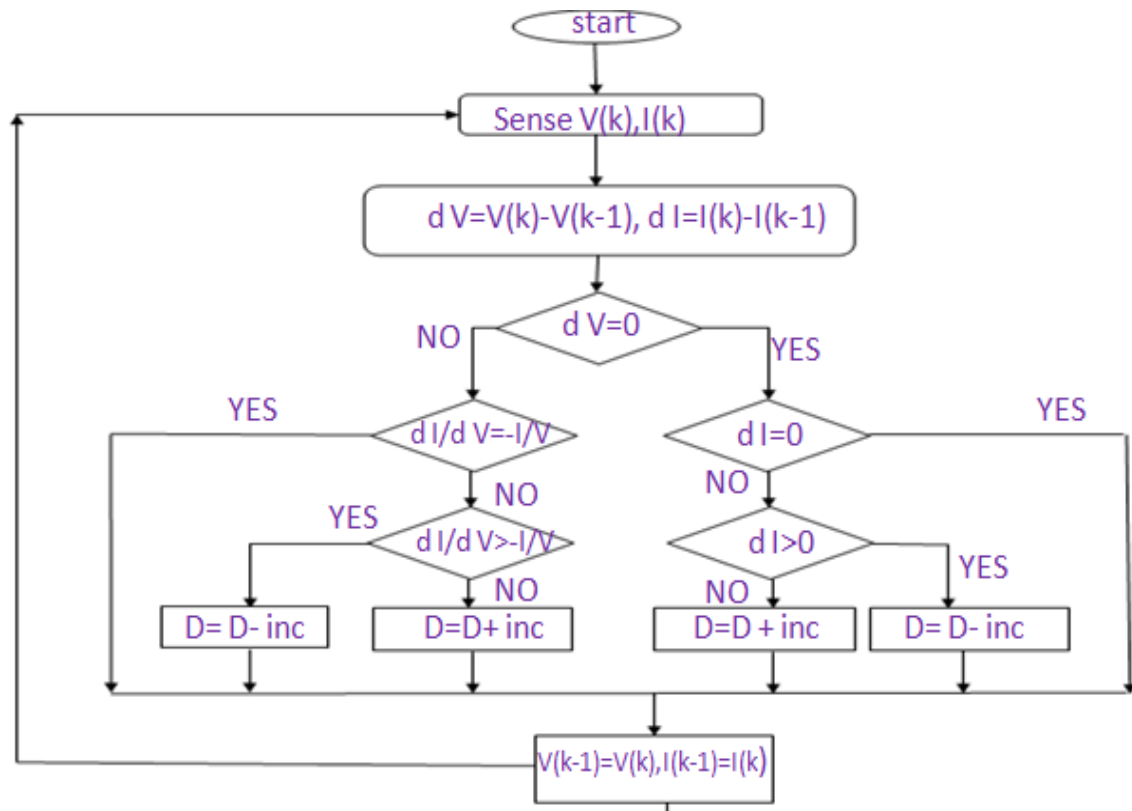 start
Sense V(k),I(k)
d V=V(k)-V(k-1), d I=I(k)-I(k-1)
d V=0
NO
YES
YES
d I/d V=-I/V
d I=0
YES
NO
NO
YES
d I/d V>-I/V
d I>0
NO
NO
YES
D= D- inc
D=D+ inc
D=D + inc
D= D- inc
V(k-1)=V(k),I(k-1)=I(k)